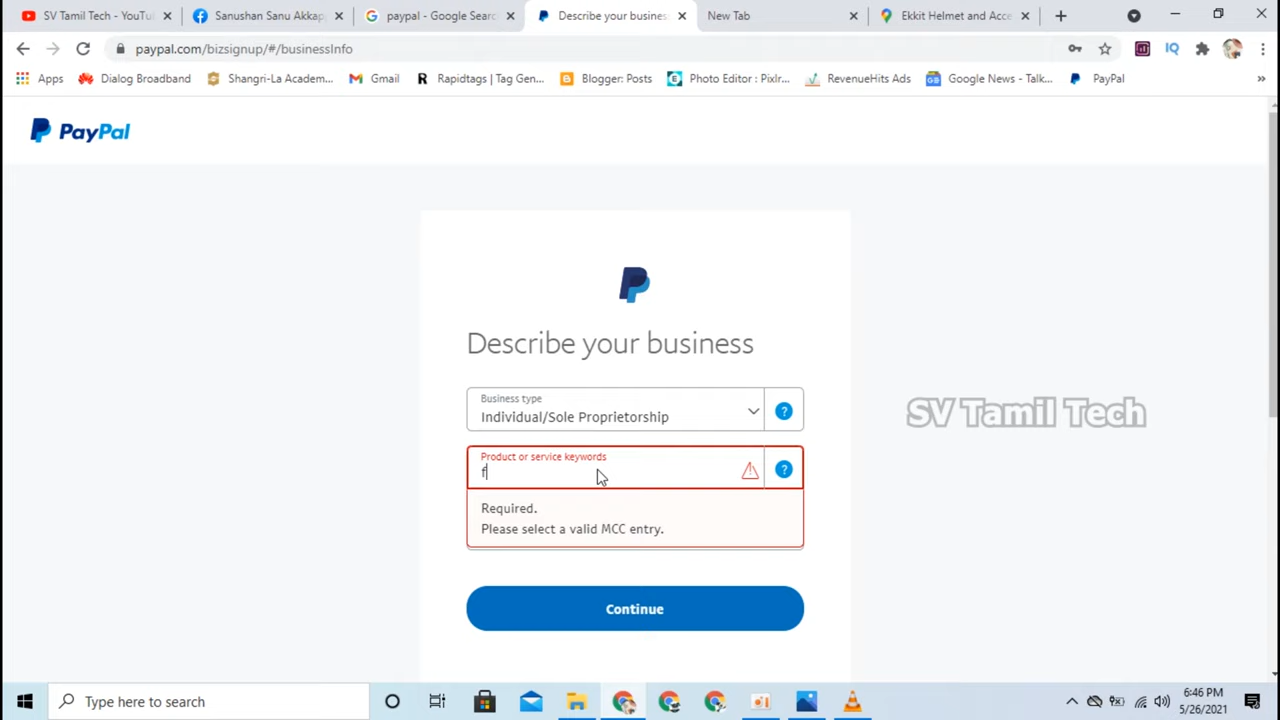 SV Tamil Tech - YouTu
Sanushan Sanu Akkap
paypal - Google Searc
Describe your busines
New Tab
Ekkit Helmet and Acce
paypal.com/bizsignup/#/businessInfo
Apps
Dialog Broadband
Shangri-La Academ...
Gmail
Rapidtags | Tag Gen...
Blogger: Posts
Photo Editor : Pixlr...
RevenueHits Ads
Google News - Talk...
PayPal
»
PayPal
Describe your business
Business type
Individual/Sole Proprietorship
?
Product or service keywords
f
?
Required.
Please select a valid MCC entry.
Continue
SV Tamil Tech
Type here to search
6:46 PM
5/26/2021